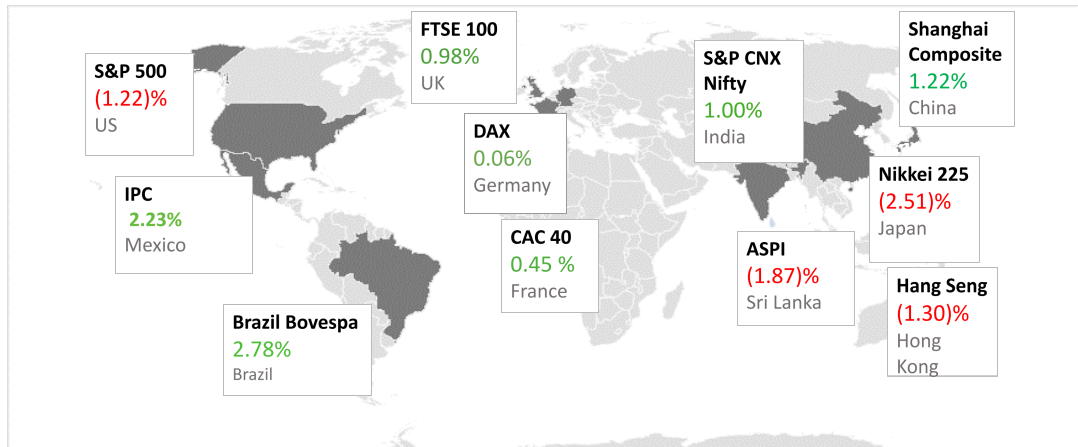 S&P 500
(1.22)%
US
FTSE 100
0.98%
UK
S&P CNX
Nifty
1.00%
India
Shanghai
Composite
1.22%
China
DAX
0.06%
Germany
Nikkei 225
(2.51)%
Japan
IPC
2.23%
Mexico
CAC 40
0.45 %
France
ASPI
(1.87)%
Sri Lanka
Hang Seng
(1.30)%
Hong
Kong
Brazil Bovespa
2.78%
Brazil